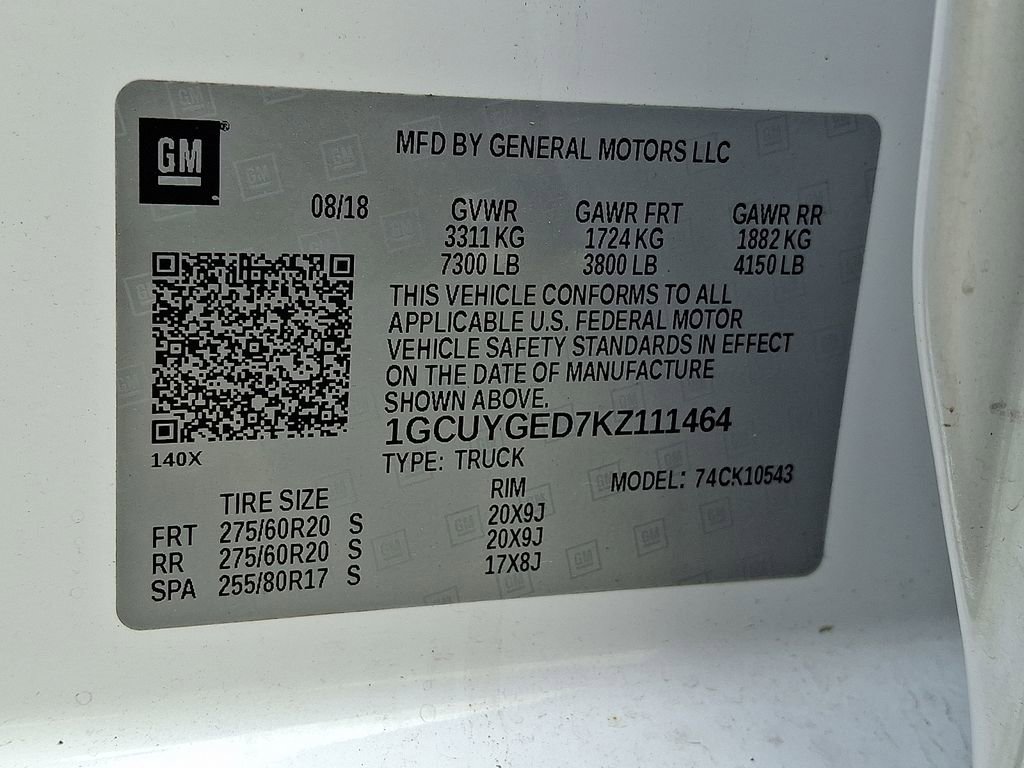 GM
MFD BY GENERAL MOTORS LLC
08/18 GVWR GAWR FRT GAWR RR
3311 KG 1724 KG 1882 KG
7300 LB 3800 LB 4150 LB
THIS VEHICLE CONFORMS TO ALL
APPLICABLE U.S. FEDERAL MOTOR
VEHICLE SAFETY STANDARDS IN EFFECT
ON THE DATE OF MANUFACTURE
SHOWN ABOVE.
1GCUYGED7KZ111464
140X
TYPE: TRUCK
TIRE SIZE RIM MODEL: 74CK10543
FRT 275/60R20 S 20X9J
RR 275/60R20 S 20X9J
SPA 255/80R17 S 17X8J